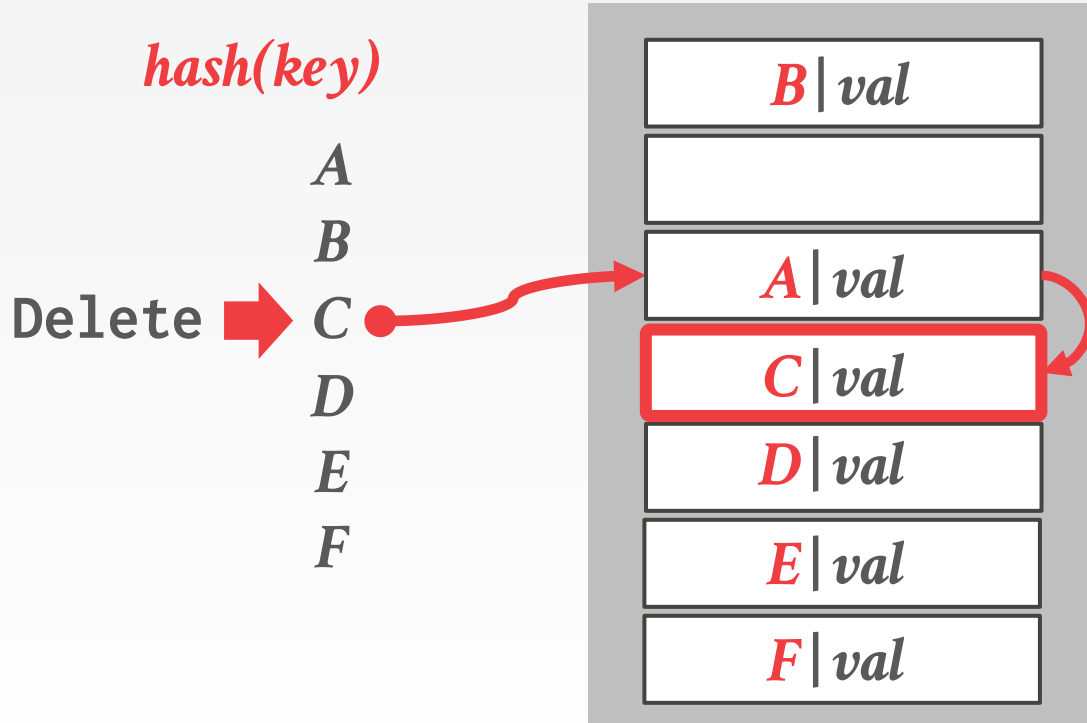 hash(key)
A
B
Delete C
D
E
F
B|val
A|val
C|val
D|val
E|val
F|val